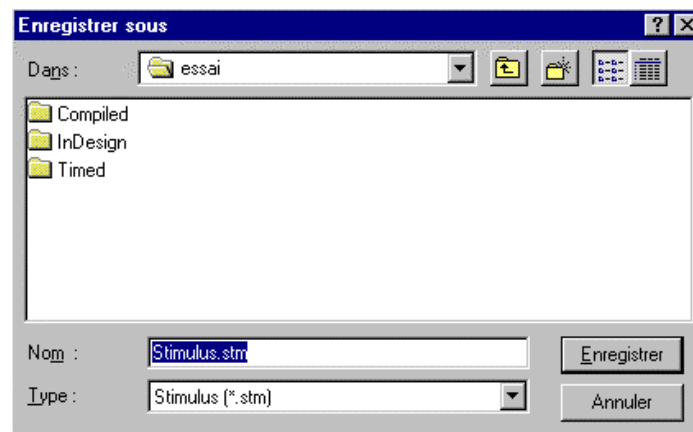 Enregistrer sous
Dans : essai
Compiled
InDesign
Timed
Nom : Stimulus.stm Enregistrer
Type : Stimulus (*.stm) Annuler